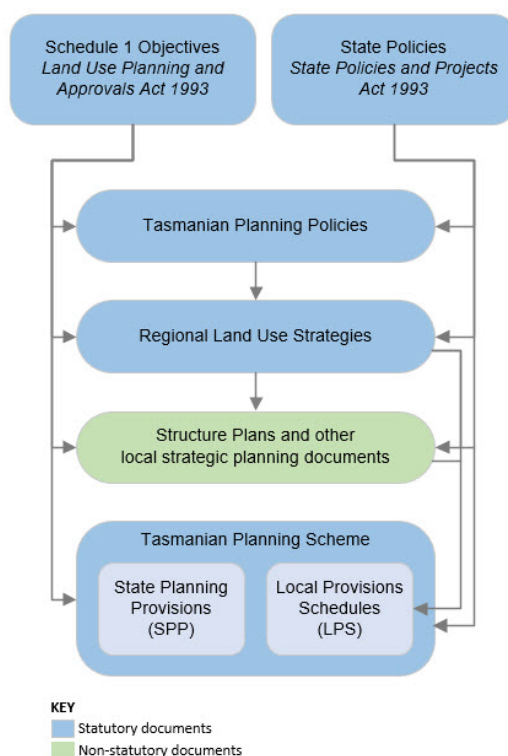 Schedule 1 Objectives
Land Use Planning and
Approvals Act 1993
State Policies
State Policies and Projects
Act 1993
Tasmanian Planning Policies
Regional Land Use Strategies
Structure Plans and other
local strategic planning documents
Tasmanian Planning Scheme
State Planning
Provisions
(SPP)
Local Provisions
Schedules
(LPS)
KEY
Statutory documents
Non-statutory documents